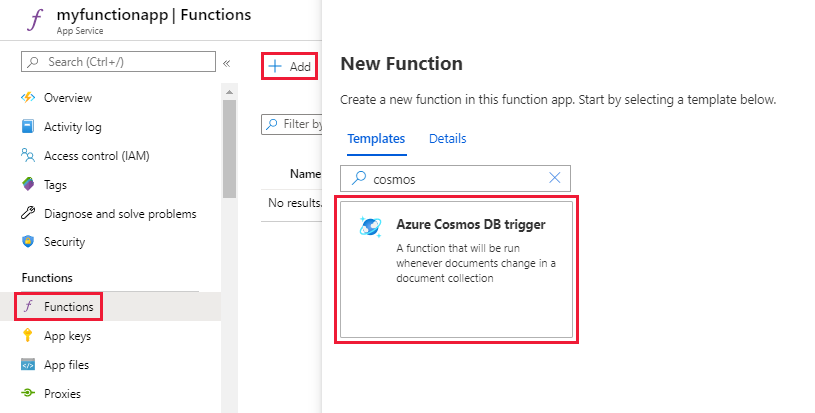 myfunctionapp | Functions
App Service
Search (Ctrl+/)
«
Overview
Activity log
Access control (IAM)
Tags
Diagnose and solve problems
Security
Functions
Functions
App keys
App files
Proxies
+ Add
Filter by
Name
No results.
New Function
Create a new function in this function app. Start by selecting a template below.
Templates Details
cosmos
Azure Cosmos DB trigger
A function that will be run
whenever documents change in a
document collection